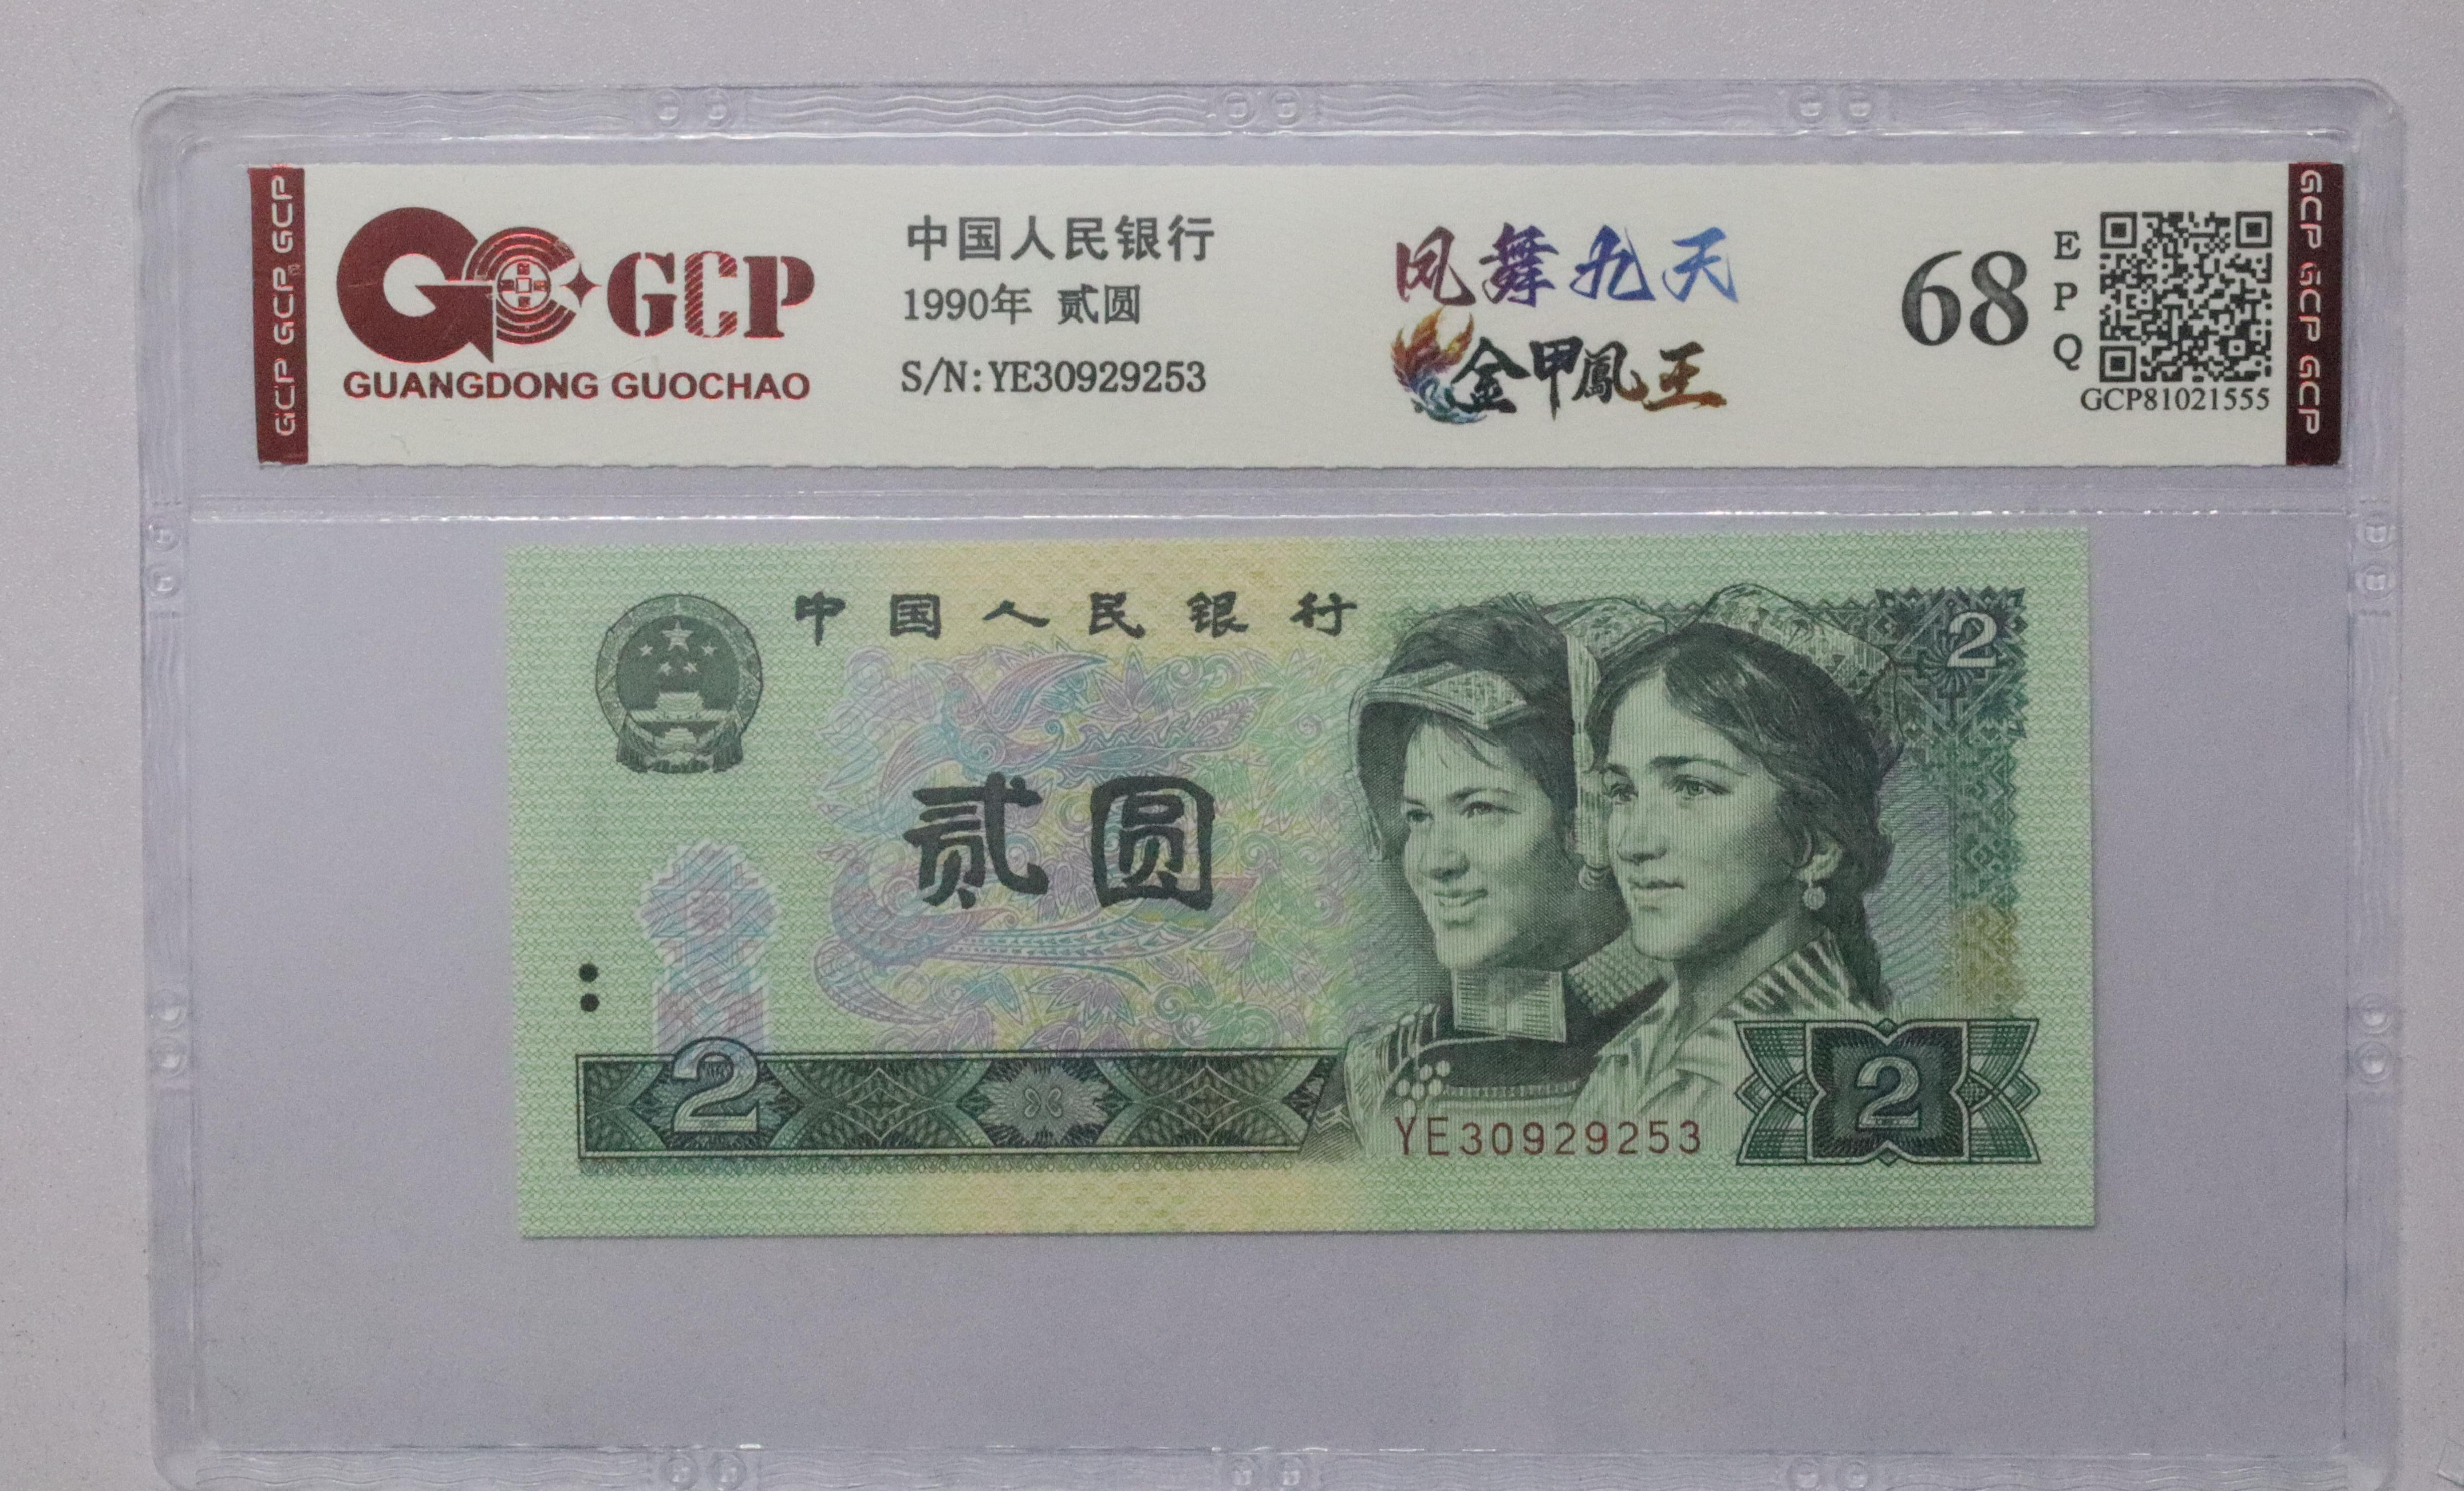 GCP GCP GCP
GCP
GUANGDONG GUOCHAO
中国人民银行
1990年 贰圆
S/N:YE30929253
凤舞九天
金甲鳳王
68
EPQ
GCP81021555
GCP GCP GCP
中国人民银行
2
贰圆
2
YE30929253
2